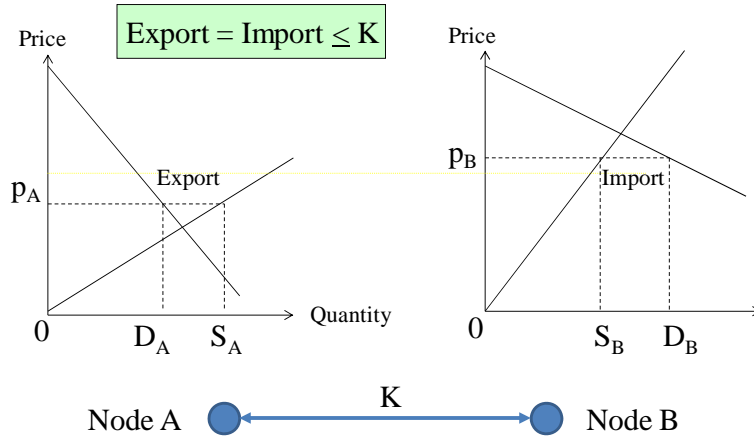 Export = Import ≤ K
Price
Price
Export
Import
p_A
p_B
0
D_A
S_A
Quantity
0
S_B
D_B
K
Node A
Node B